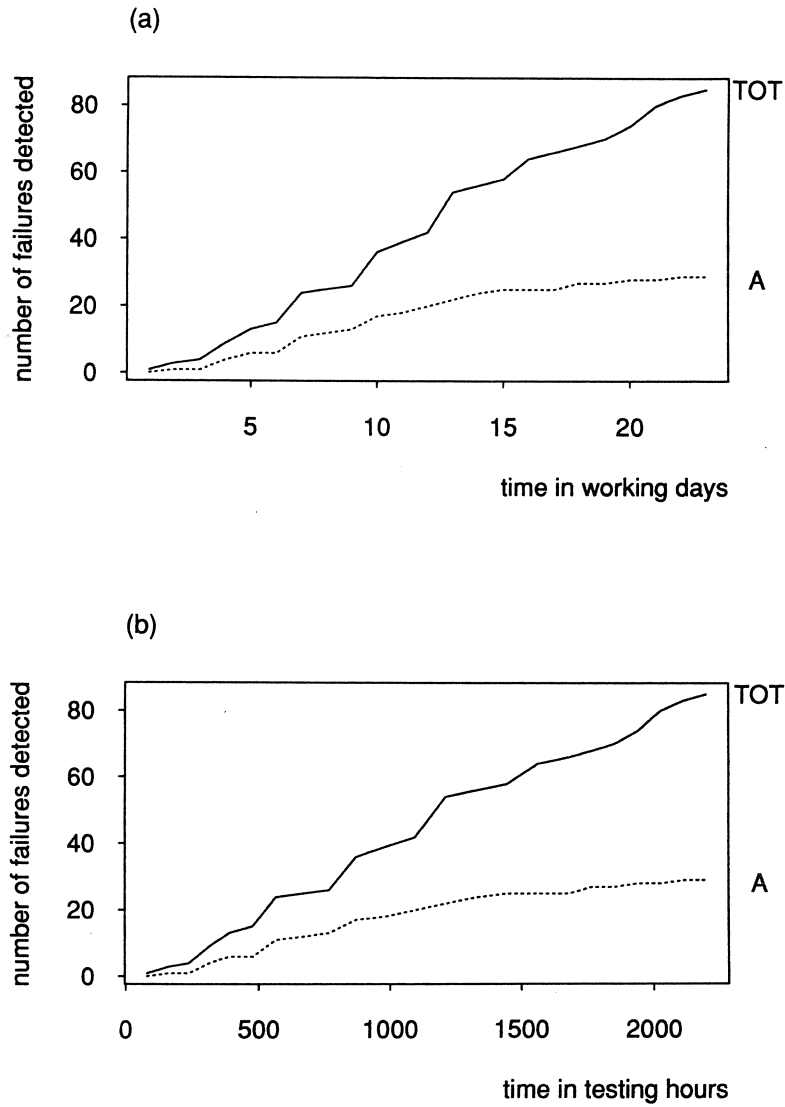 (a)
number of failures detected
80
60
40
20
0
TOT
A
5 10 15 20
time in working days
(b)
number of failures detected
80
60
40
20
0
TOT
A
0 500 1000 1500 2000
time in testing hours